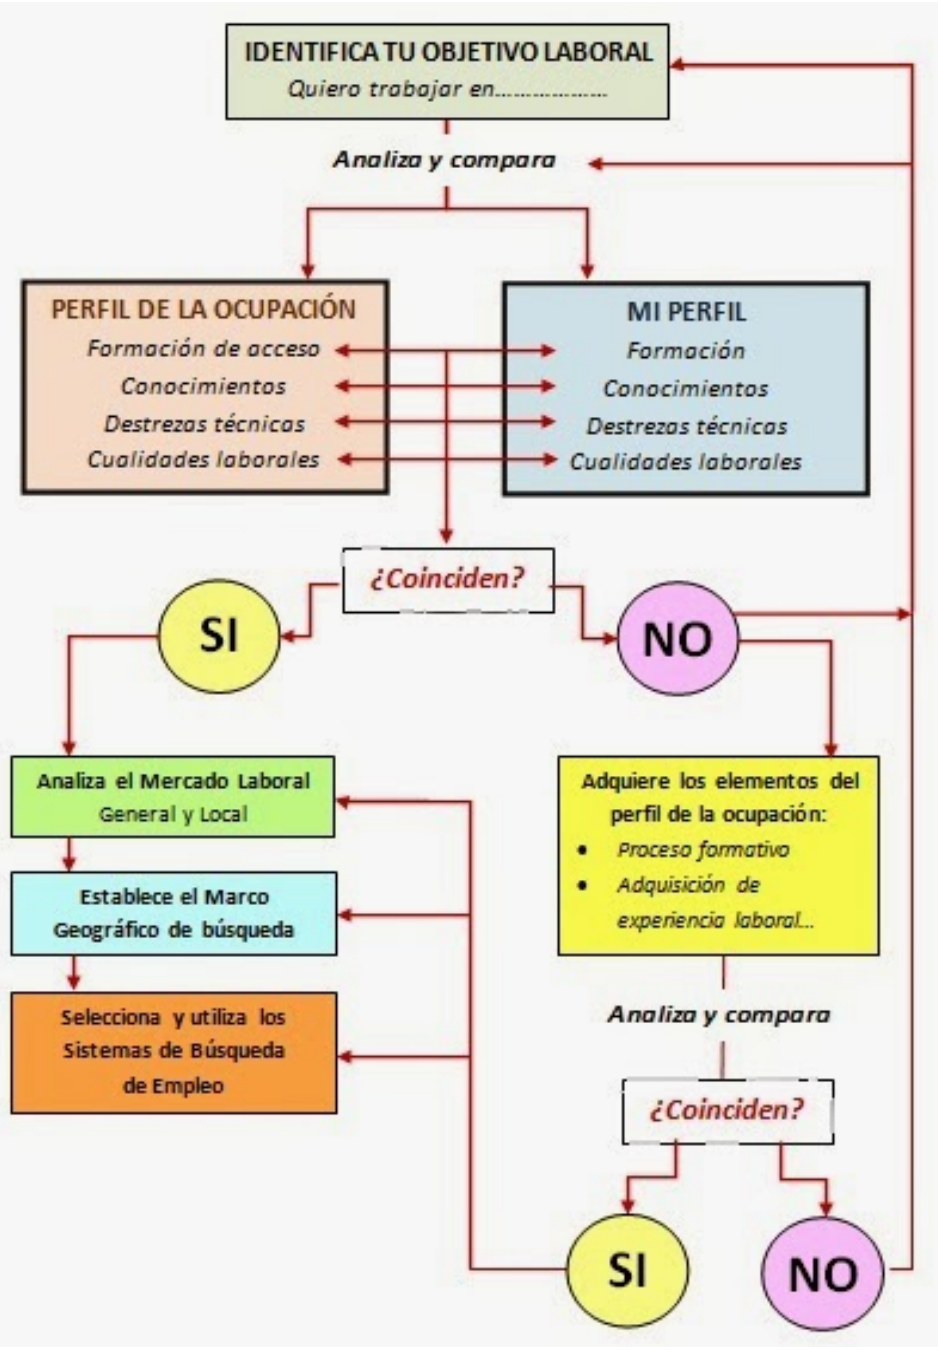 IDENTIFICA TU OBJETIVO LABORAL
Quiero trabajar en...................
Analiza y compara
PERFIL DE LA OCUPACIÓN
Formación de acceso
Conocimientos
Destrezas técnicas
Cualidades laborales
MI PERFIL
Formación
Conocimientos
Destrezas técnicas
Cualidades laborales
¿Coinciden?
SI
NO
Analiza el Mercado Laboral
General y Local
Establece el Marco
Geográfico de búsqueda
Selecciona y utiliza los
Sistemas de Búsqueda
de Empleo
Adquiere los elementos del
perfil de la ocupación:
• Proceso formativo
• Adquisición de
experiencia laboral...
Analiza y compara
¿Coinciden?
SI
NO